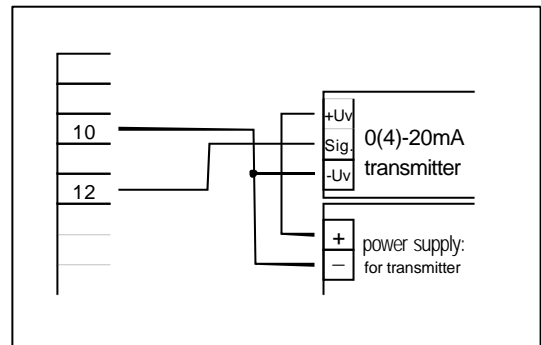 10
12
+Uv
Sig.
-Uv
0(4)-20mA
transmitter
+
−
power supply:
for transmitter